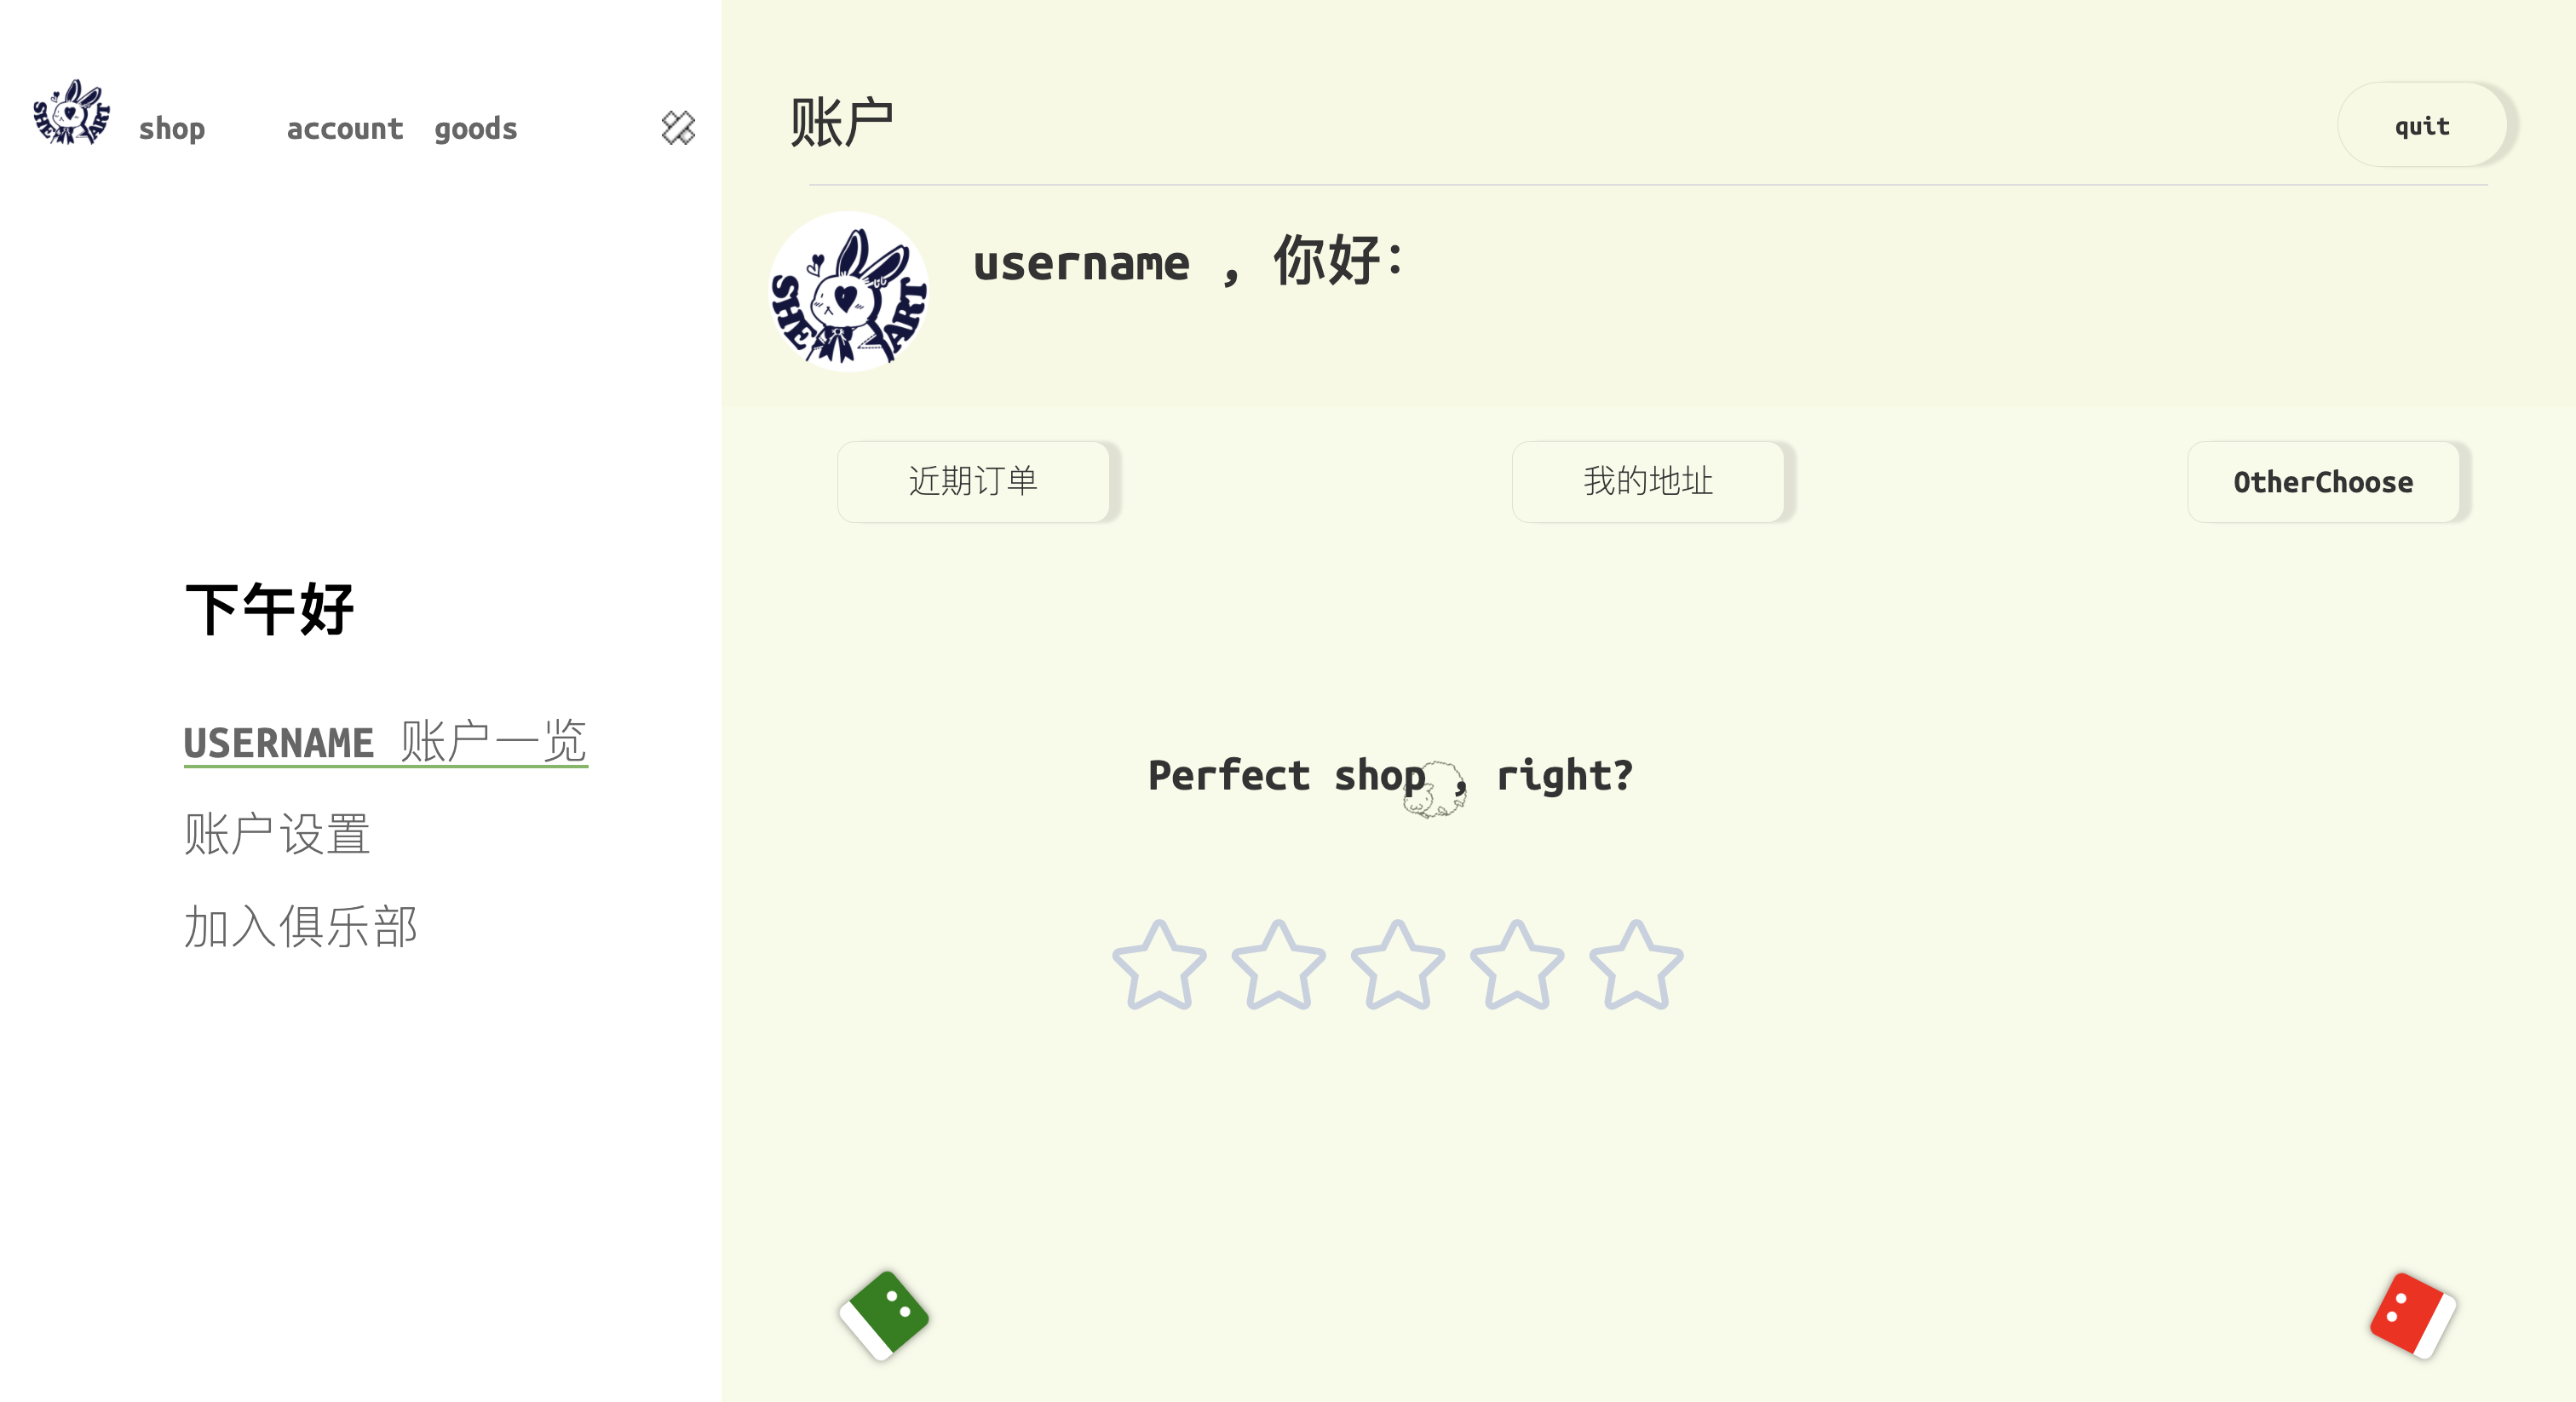 SHE ART
shop account goods
下午好
USERNAME 账户一览
账户设置
加入俱乐部
账户
quit
SHE ART
username , 你好:
近期订单
我的地址
OtherChoose
Perfect shop , right?